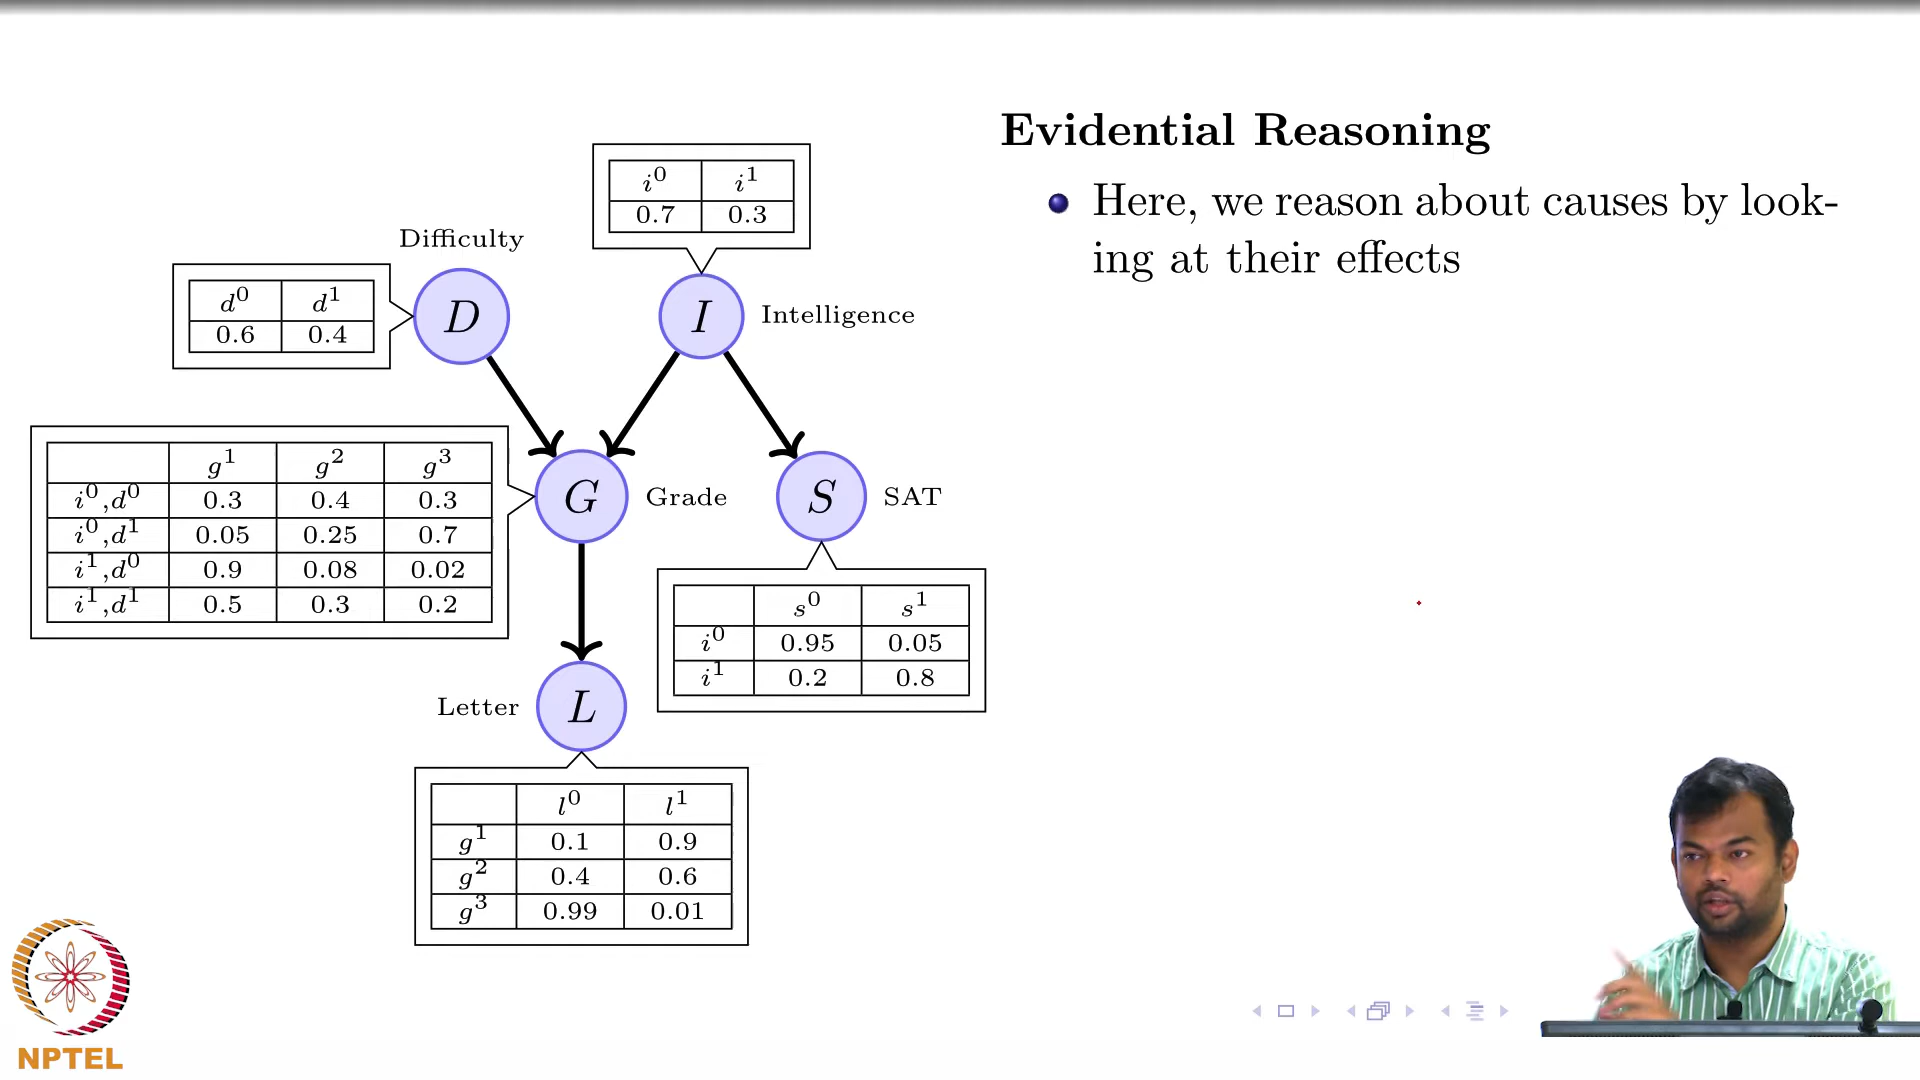 Evidential Reasoning
Here, we reason about causes by look-
ing at their effects
i⁰ i¹
0.7 0.3
Difficulty
d⁰ d¹
0.6 0.4
D
I
Intelligence
g¹ g² g³
i⁰,d⁰ 0.3 0.4 0.3
i⁰,d¹ 0.05 0.25 0.7
i¹,d⁰ 0.9 0.08 0.02
i¹,d¹ 0.5 0.3 0.2
G
Grade
S
SAT
s⁰ s¹
i⁰ 0.95 0.05
i¹ 0.2 0.8
Letter
L
l⁰ l¹
g¹ 0.1 0.9
g² 0.4 0.6
g³ 0.99 0.01
NPTEL